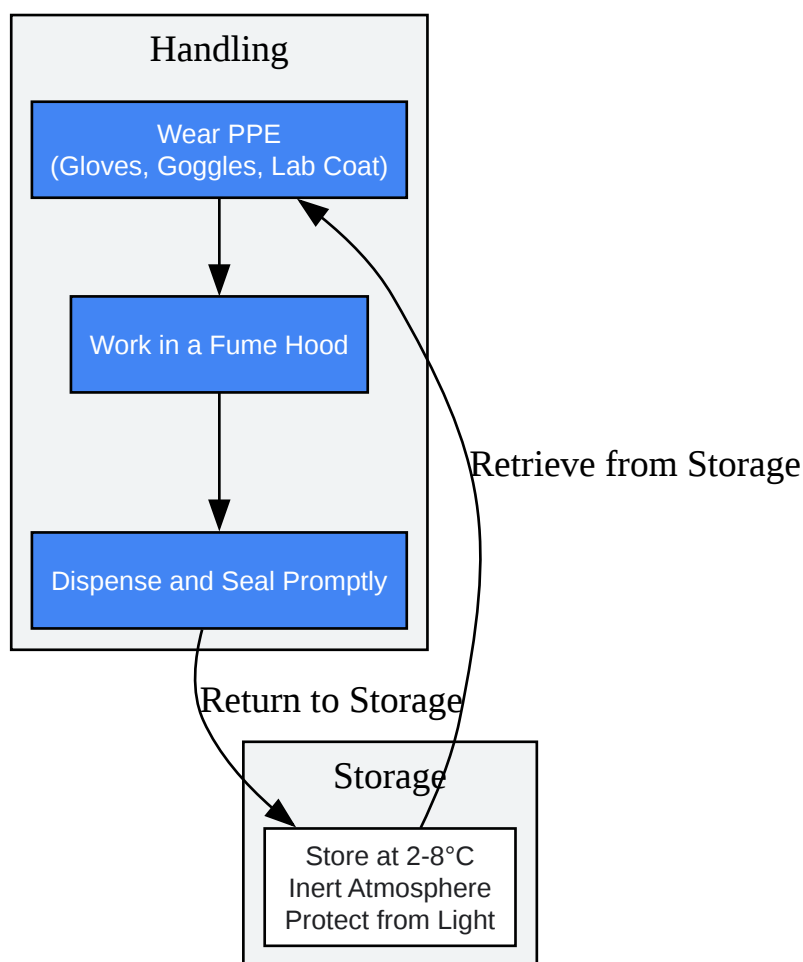 Handling
Wear PPE
(Gloves, Goggles, Lab Coat)
Work in a Fume Hood
Retrieve from Storage
Dispense and Seal Promptly
Return to Storage
Storage
Store at 2-8°C
Inert Atmosphere
Protect from Light